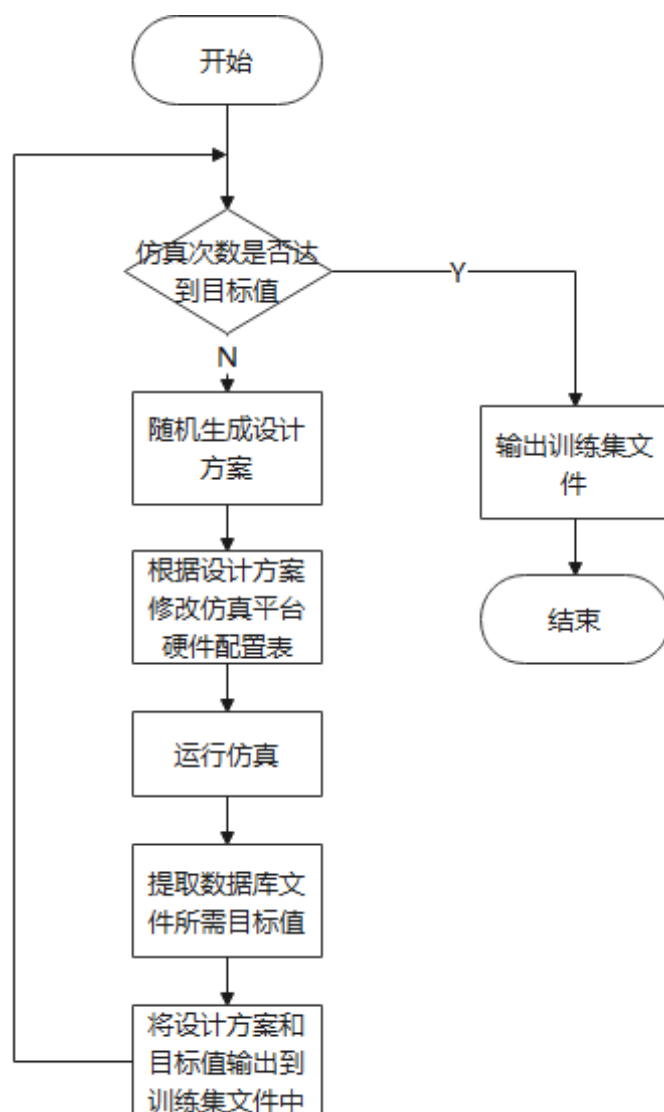 开始
仿真次数是否达
到目标值
Y
N
随机生成设计
方案
输出训练集文
件
根据设计方案
修改仿真平台
硬件配置表
结束
运行仿真
提取数据库文
件所需目标值
将设计方案和
目标值输出到
训练集文件中